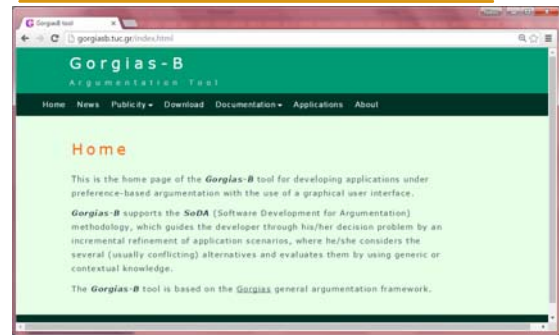 GorgiasB tool
gorgiasb.tuc.gr/index.html
Gorgias-B
Argumentation Tool
Home News Publicity Download Documentation Applications About
Home
This is the home page of the Gorgias-B tool for developing applications under
preference-based argumentation with the use of a graphical user interface.
Gorgias-B supports the SoDA (Software Development for Argumentation)
methodology, which guides the developer through his/her decision problem by an
incremental refinement of application scenarios, where he/she considers the
several (usually conflicting) alternatives and evaluates them by using generic or
contextual knowledge.
The Gorgias-B tool is based on the Gorgias general argumentation framework.